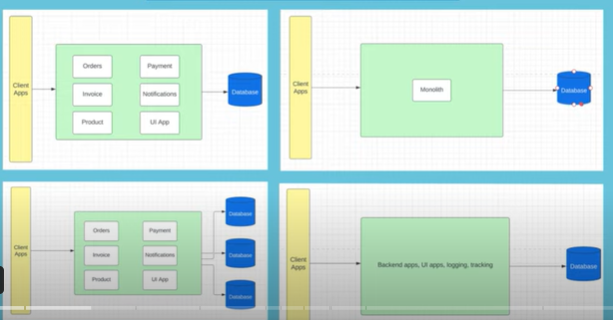 Client
Apps
Orders
Payment
Invoice
Notifications
Product
UI App
Database
Client
Apps
Monolith
Database
Client
Apps
Orders
Payment
Invoice
Notifications
Product
UI App
Database
Database
Database
Client
Apps
Backend apps, UI apps, logging, tracking
Database